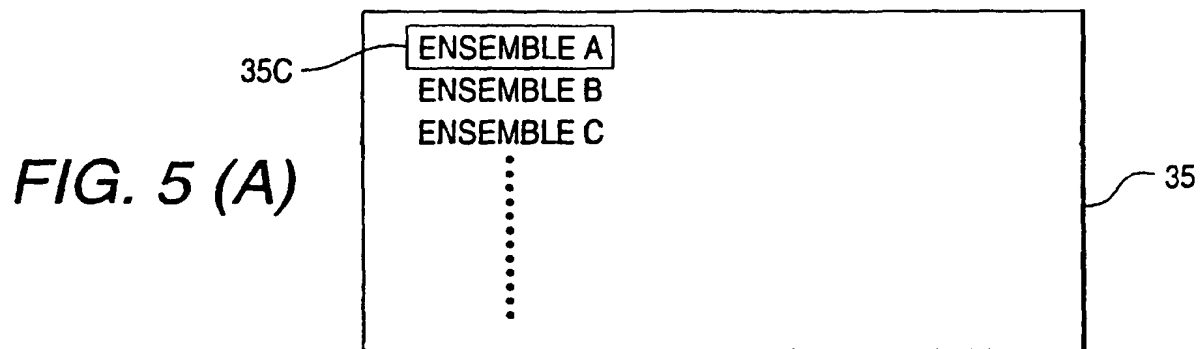 ENSEMBLE A
35C
ENSEMBLE B
ENSEMBLE C
FIG. 5 (A)
35